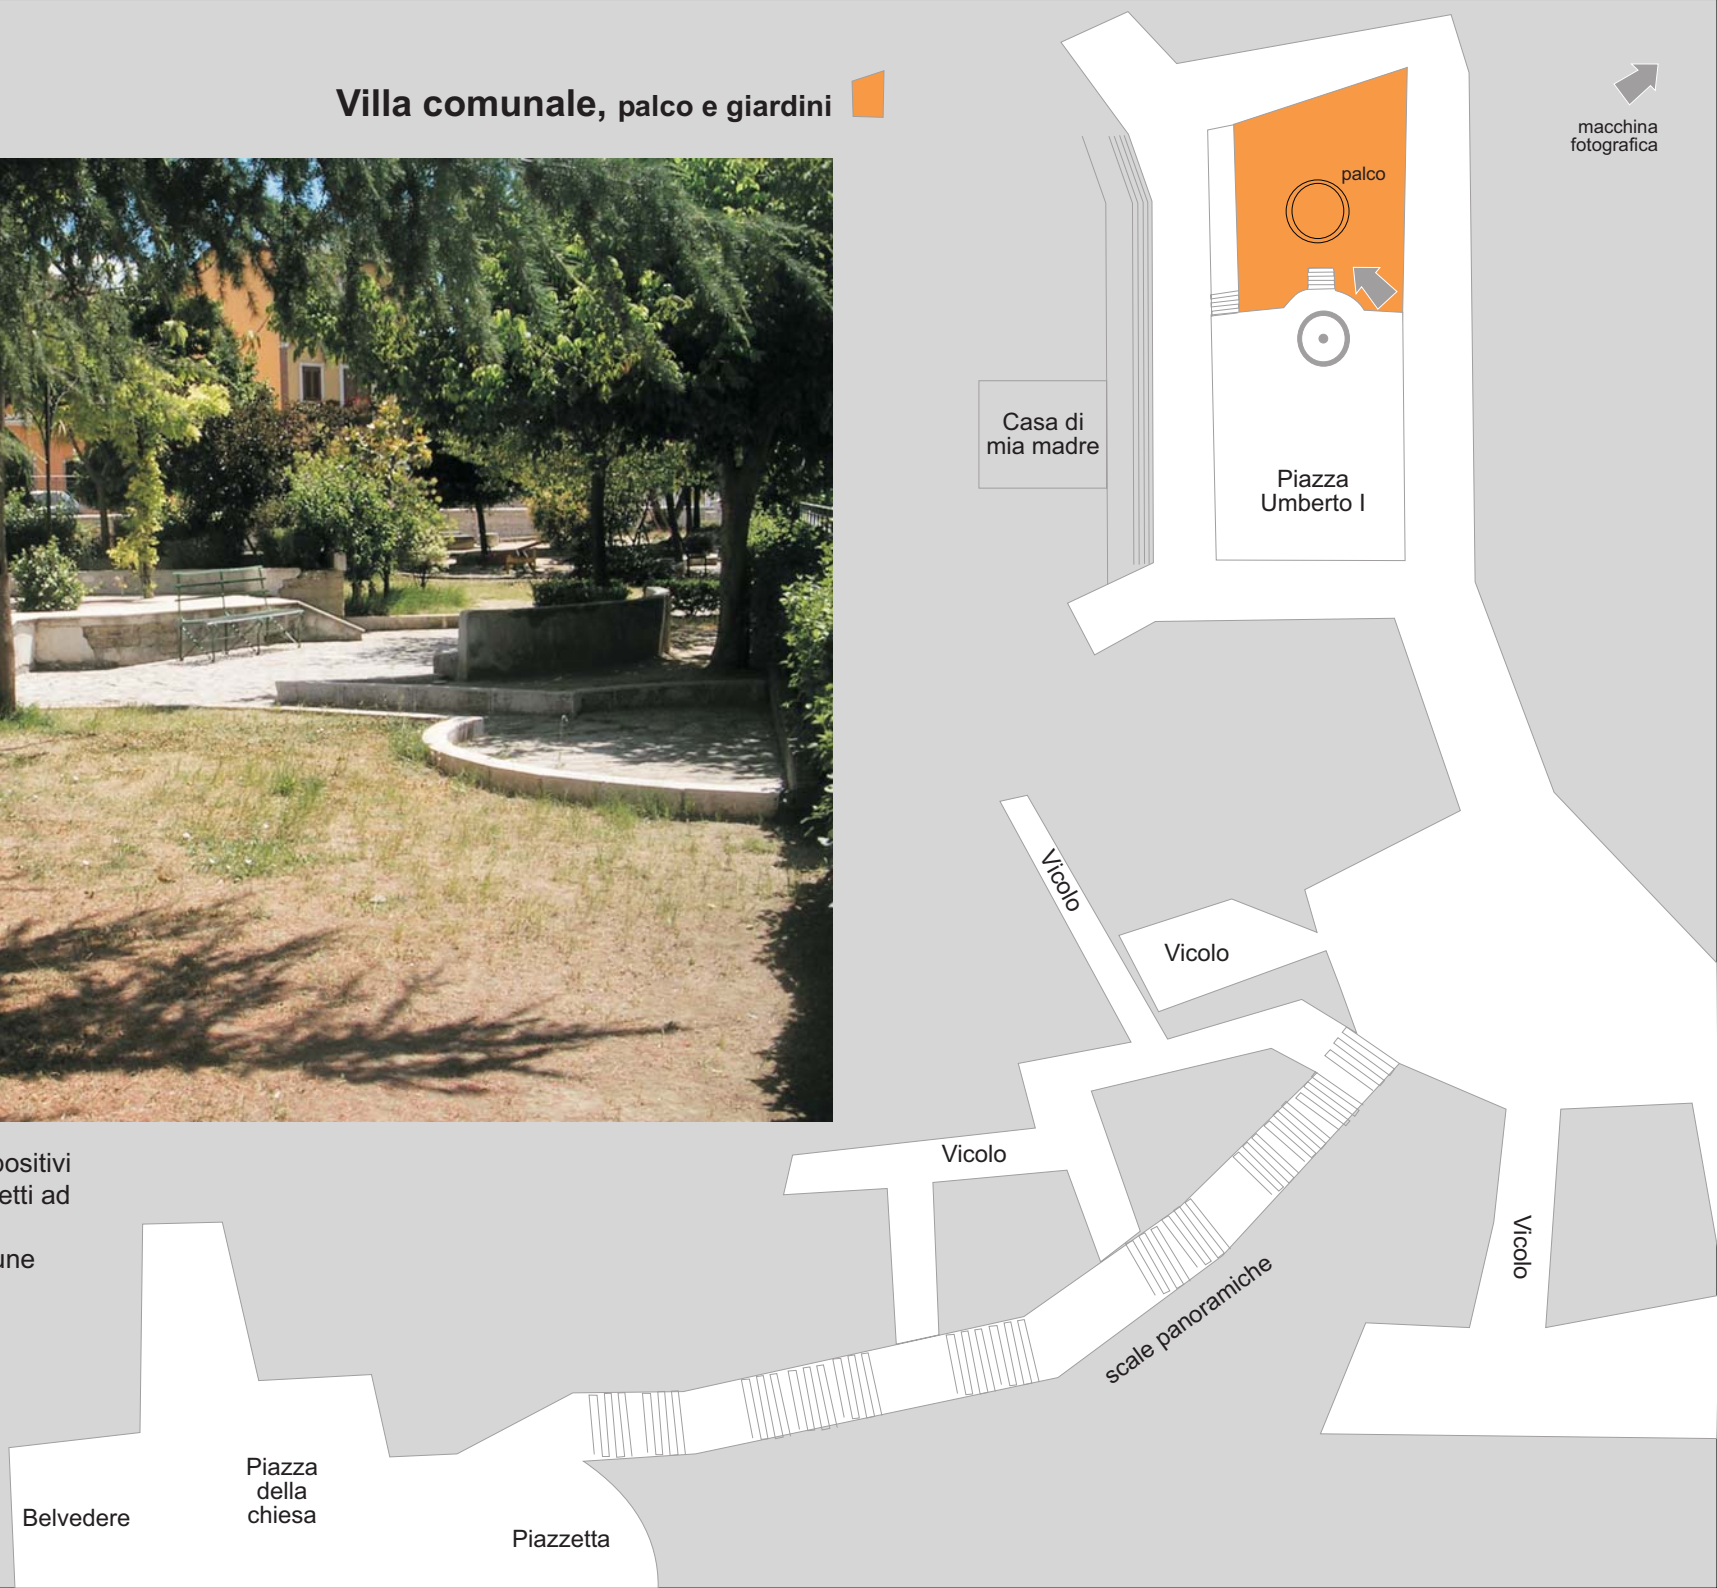 Villa comunale, palco e giardini
macchina
fotografica
palco
Casa di
mia madre
Piazza
Umberto I
Vicolo
Vicolo
Vicolo
Vicolo
scale panoramiche
Piazza
della
chiesa
Belvedere
Piazzetta